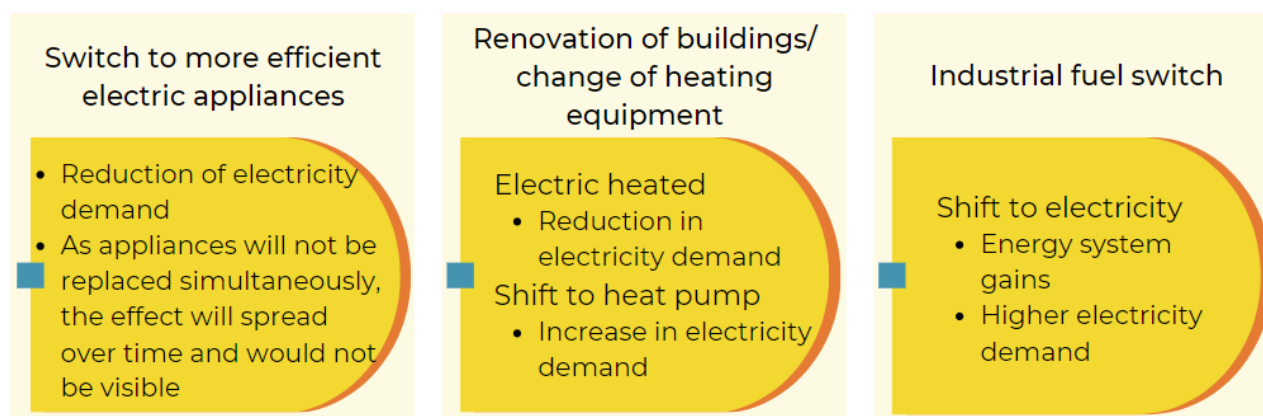 Switch to more efficient
electric appliances
• Reduction of electricity
demand
• As appliances will not be
replaced simultaneously,
the effect will spread
over time and would not
be visible
Renovation of buildings/
change of heating
equipment
Electric heated
• Reduction in
electricity demand
Shift to heat pump
• Increase in electricity
demand
Industrial fuel switch
Shift to electricity
• Energy system
gains
• Higher electricity
demand